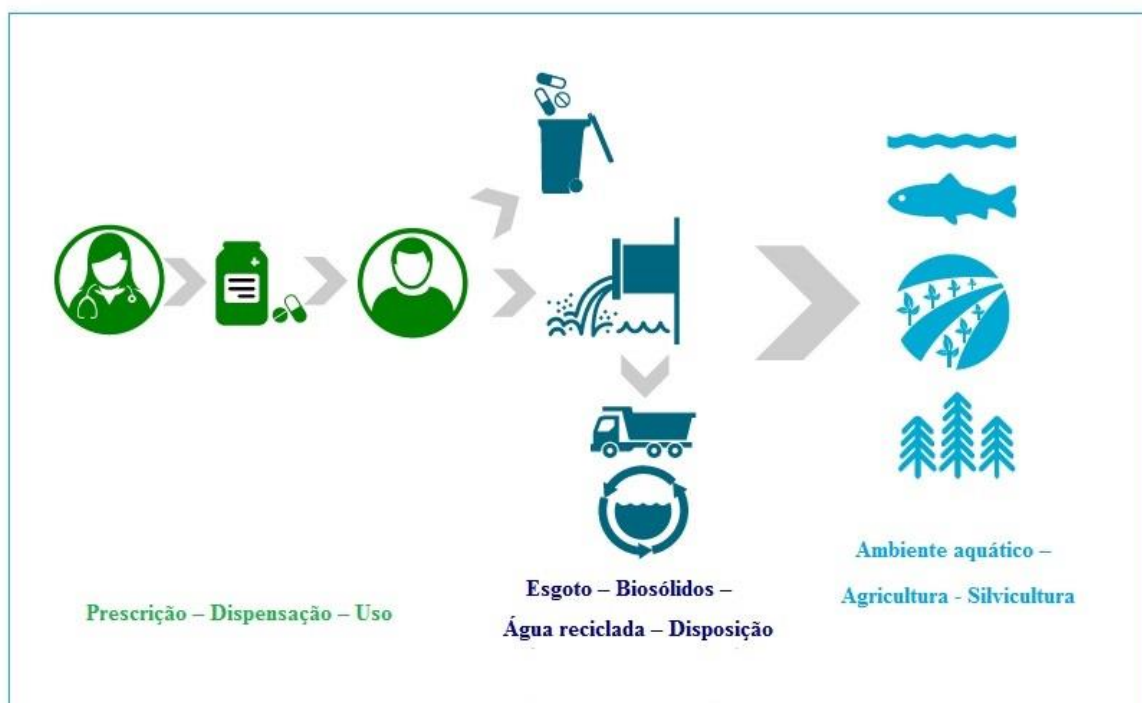 Prescrição – Dispensação – Uso
Esgoto – Biosólidos –
Água reciclada – Disposição
Ambiente aquático –
Agricultura - Silvicultura